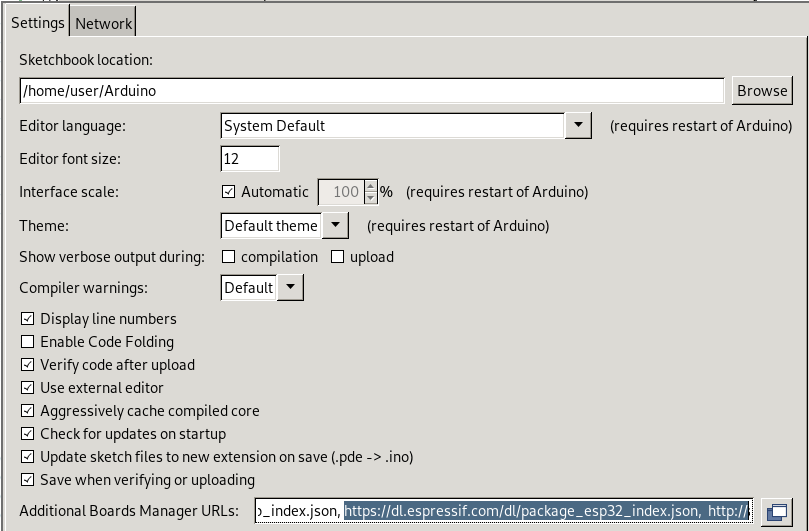 Settings Network
Sketchbook location:
/home/user/Arduino Browse
Editor language: System Default (requires restart of Arduino)
Editor font size: 12
Interface scale: Automatic 100 % (requires restart of Arduino)
Theme: Default theme (requires restart of Arduino)
Show verbose output during: compilation upload
Compiler warnings: Default
Display line numbers
Enable Code Folding
Verify code after upload
Use external editor
Aggressively cache compiled core
Check for updates on startup
Update sketch files to new extension on save (.pde -> .ino)
Save when verifying or uploading
Additional Boards Manager URLs: _index.json, https://dl.espressif.com/dl/package_esp32_index.json, http://